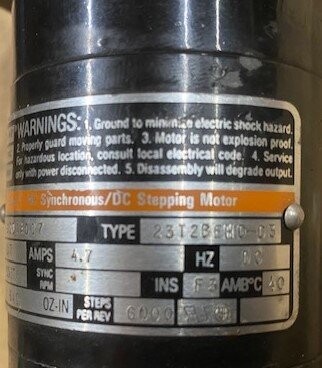 WARNINGS: 1. Ground to minimize electric shock hazard.
2. Properly guard moving parts. 3. Motor is not explosion proof.
For hazardous location, consult local electrical code. 4. Service
only with power disconnected. 5. Disassembly will degrade output.
Synchronous/DC Stepping Motor
TYPE
AMPS 4.7 HZ DC
SYNC
RPM INS AMB°C 40
OZ-IN STEPS
PER REV